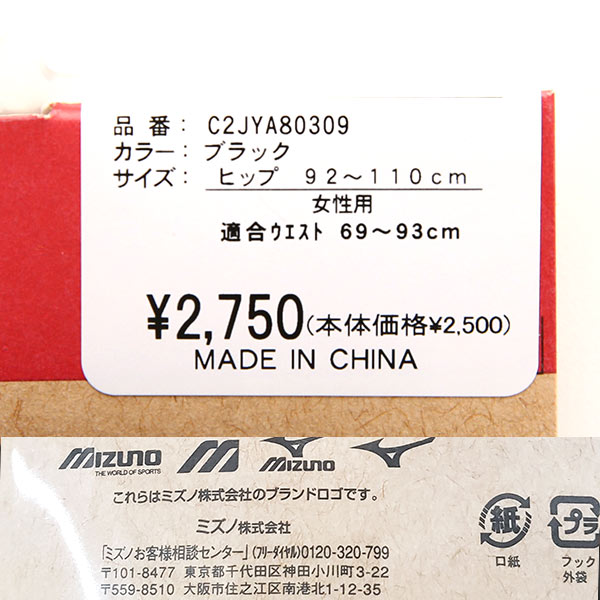 品 番： C2JYA80309
カラー：ブラック
サイズ： ヒップ 92～110cm
女性用
適合ｳｴｽﾄ 69～93cm
¥2,750(本体価格¥2,500)
MADE IN CHINA
MIZUNO
THE WORLD OF SPORTS
MIZUNO
これらはミズノ株式会社のブランドロゴです。
ミズノ株式会社
「ミズノお客様相談センター」(フリーダイヤル)0120-320-799
〒101-8477 東京都千代田区神田小川町3-22
〒559-8510 大阪市住之江区南港北1-12-35
紙
口紙
プラ
フック
外袋